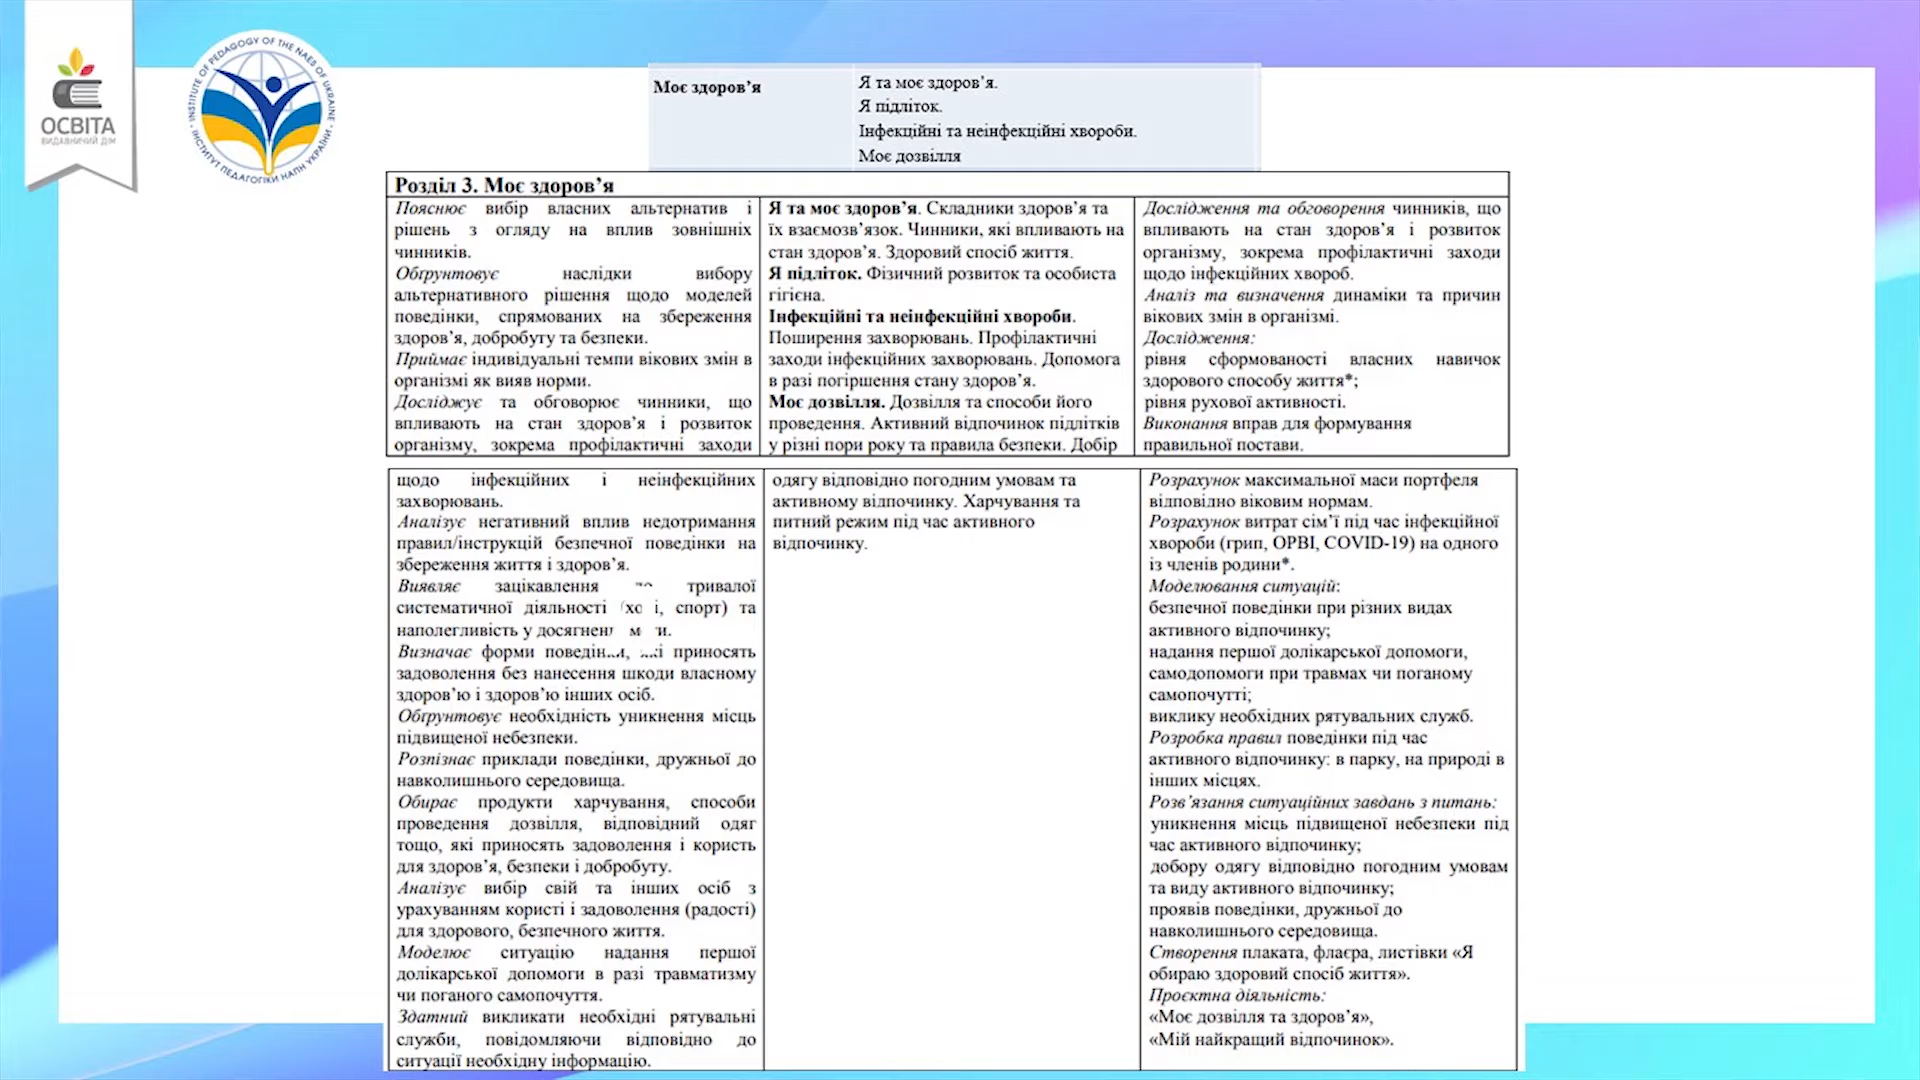 ОСВІТА
ВИДАВНИЧИЙ ДІМ
INSTITUTE OF PEDAGOGY OF THE NAES OF UKRAINE
ІНСТИТУТ ПЕДАГОГІКИ НАПН УКРАЇНИ
Моє здоров’я
Я та моє здоров’я.
Я підліток.
Інфекційні та неінфекційні хвороби.
Моє дозвілля
Розділ 3. Моє здоров’я
Пояснює вибір власних альтернатив і
рішень з огляду на вплив зовнішніх
чинників.
Обґрунтовує наслідки вибору
альтернативного рішення щодо моделей
поведінки, спрямованих на збереження
здоров’я, добробуту та безпеки.
Приймає індивідуальні темпи вікових змін в
організмі як вияв норми.
Досліджує та обговорює чинники, що
впливають на стан здоров’я і розвиток
організму, зокрема профілактичні заходи
щодо інфекційних і неінфекційних
захворювань.
Аналізує негативний вплив недотримання
правил/інструкцій безпечної поведінки на
збереження життя і здоров’я.
Виявляє зацікавлення тривалої
систематичної діяльності спорт) та
наполегливість у
Визначає форми приносять
задоволення без нанесення шкоди власному
здоров’ю і здоров’ю інших осіб.
Обґрунтовує необхідність уникнення місць
підвищеної небезпеки.
Розпізнає приклади поведінки, дружньої до
навколишнього середовища.
Обирає продукти харчування, способи
проведення дозвілля, відповідний одяг
тощо, які приносять задоволення і користь
для здоров’я, безпеки і добробуту.
Аналізує вибір свій та інших осіб з
урахуванням користі і задоволення (радості)
для здорового, безпечного життя.
Моделює ситуацію надання першої
долікарської допомоги в разі травматизму
чи поганого самопочуття.
Здатний викликати необхідні рятувальні
служби, повідомляючи відповідно до
ситуації необхідну інформацію.
Я та моє здоров’я. Складники здоров’я та
їх взаємозв’язок. Чинники, які впливають на
стан здоров’я. Здоровий спосіб життя.
Я підліток. Фізичний розвиток та особиста
гігієна.
Інфекційні та неінфекційні хвороби.
Поширення захворювань. Профілактичні
заходи інфекційних захворювань. Допомога
в разі погіршення стану здоров’я.
Моє дозвілля. Дозвілля та способи його
проведення. Активний відпочинок підлітків
у різні пори року та правила безпеки. Добір
одягу відповідно погодним умовам та
активному відпочинку. Харчування та
питний режим під час активного
відпочинку.
Дослідження та обговорення чинників, що
впливають на стан здоров’я і розвиток
організму, зокрема профілактичні заходи
щодо інфекційних хвороб.
Аналіз та визначення динаміки та причин
вікових змін в організмі.
Дослідження:
рівня сформованості власних навичок
здорового способу життя*;
рівня рухової активності.
Виконання вправ для формування
правильної постави.
Розрахунок максимальної маси портфеля
відповідно віковим нормам.
Розрахунок витрат сім’ї під час інфекційної
хвороби (грип, ОРВІ, COVID-19) на одного
із членів родини*.
Моделювання ситуацій:
безпечної поведінки при різних видах
активного відпочинку;
надання першої долікарської допомоги,
самодопомоги при травмах чи поганому
самопочутті;
виклику необхідних рятувальних служб.
Розробка правил поведінки під час
активного відпочинку: в парку, на природі в
інших місцях.
Розв’язання ситуаційних завдань з питань:
уникнення місць підвищеної небезпеки під
час активного відпочинку;
добору одягу відповідно погодним умовам
та виду активного відпочинку;
проявів поведінки, дружньої до
навколишнього середовища.
Створення плаката, флаєра, листівки «Я
обираю здоровий спосіб життя».
Проєктна діяльність:
«Моє дозвілля та здоров’я»,
«Мій найкращий відпочинок».